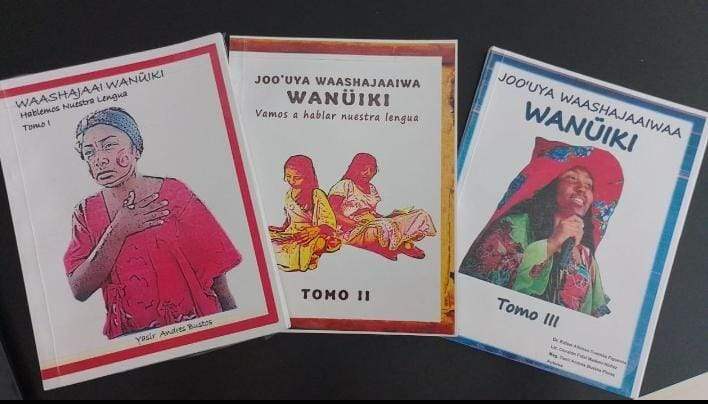 WAASHAJAAI WANÜIKI
Hablemos Nuestra Lengua
Tomo I
Yasir Andres Bustos
JOO'UYA WAASHAJAAIWA
WANÜIKI
Vamos a hablar nuestra lengua
TOMO II
JOO'UYA WAASHAJAAIWAA
WANÜIKI
Tomo III